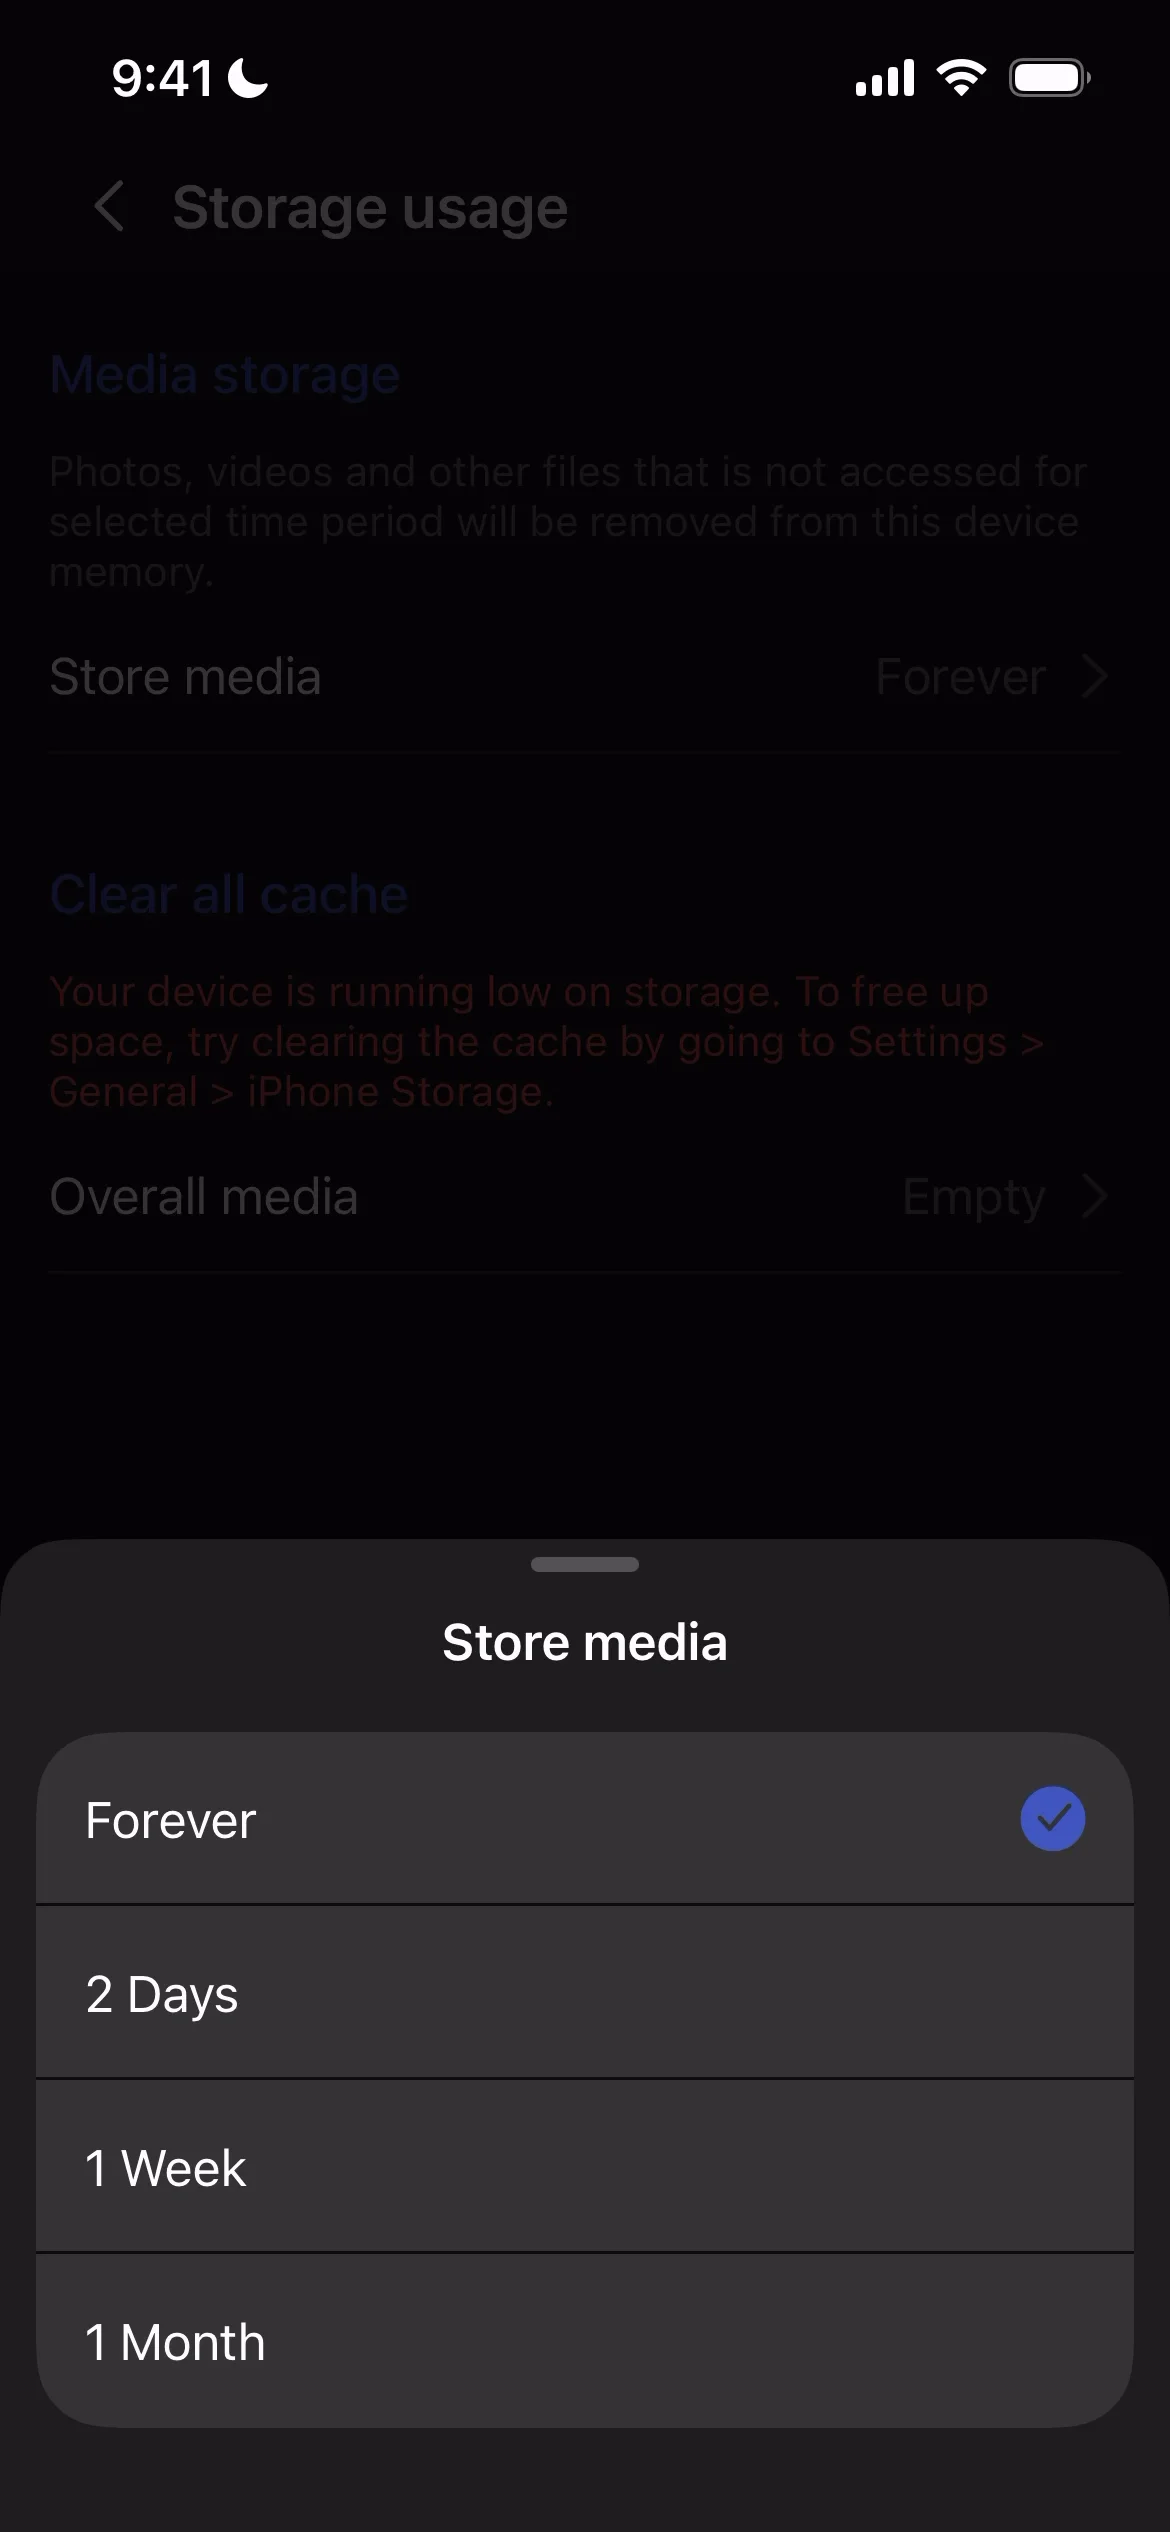 9:41
Storage usage
Media storage
Photos, videos and other files that is not accessed for
selected time period will be removed from this device
memory.
Store media Forever
Clear all cache
Your device is running low on storage. To free up
space, try clearing the cache by going to Settings >
General > iPhone Storage.
Overall media Empty
Store media
Forever
2 Days
1 Week
1 Month